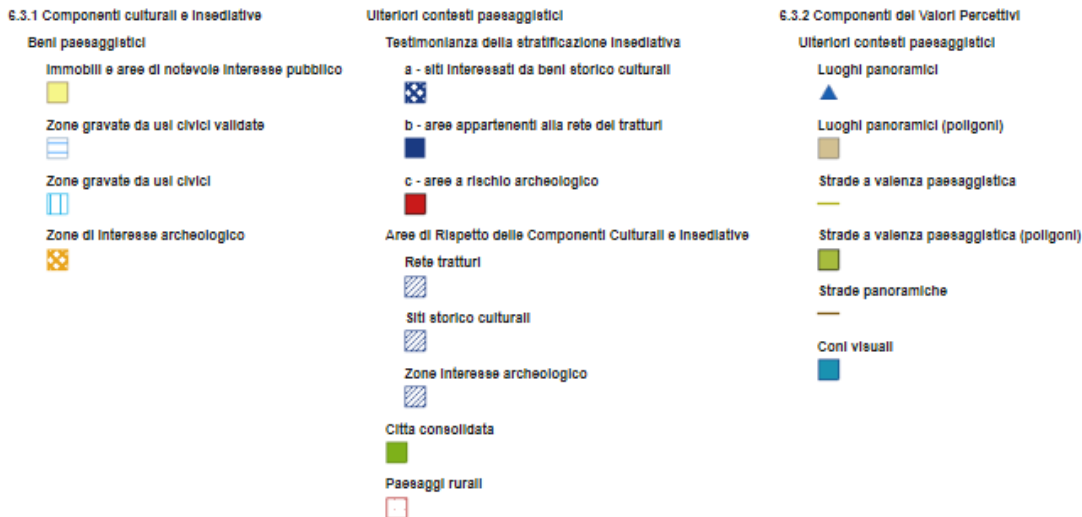 6.3.1 Componenti culturali e insediative
Beni paesaggistici
Immobili e aree di notevole interesse pubblico
Zone gravate da usi civici validate
Zone gravate da usi civici
Zone di interesse archeologico
Ulteriori contesti paesaggistici
Testimonianza della stratificazione insediativa
a - siti interessati da beni storico culturali
b - aree appartenenti alla rete dei tratturi
c - aree a rischio archeologico
Aree di Rispetto delle Componenti Culturali e Insediative
Rete tratturi
Siti storico culturali
Zone interesse archeologico
Citta consolidata
Paesaggi rurali
6.3.2 Componenti dei Valori Percettivi
Ulteriori contesti paesaggistici
Luoghi panoramici
Luoghi panoramici (poligoni)
Strade a valenza paesaggistica
Strade a valenza paesaggistica (poligoni)
Strade panoramiche
Coni visuali